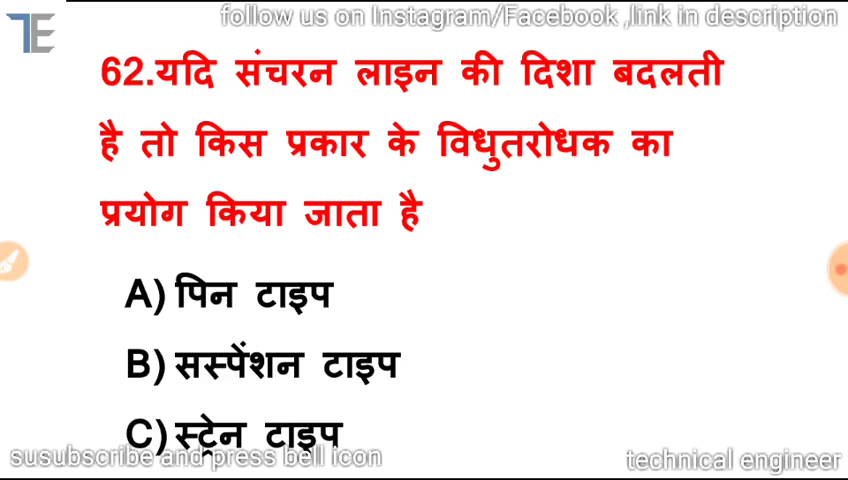 follow us on Instagram/Facebook ,link in description
TE
62.यदि संचरन लाइन की दिशा बदलती
है तो किस प्रकार के विधुतरोधक का
प्रयोग किया जाता है
A) पिन टाइप
B) सस्पेंशन टाइप
C) स्ट्रेन टाइप
susubscribe and press bell icon
technical engineer